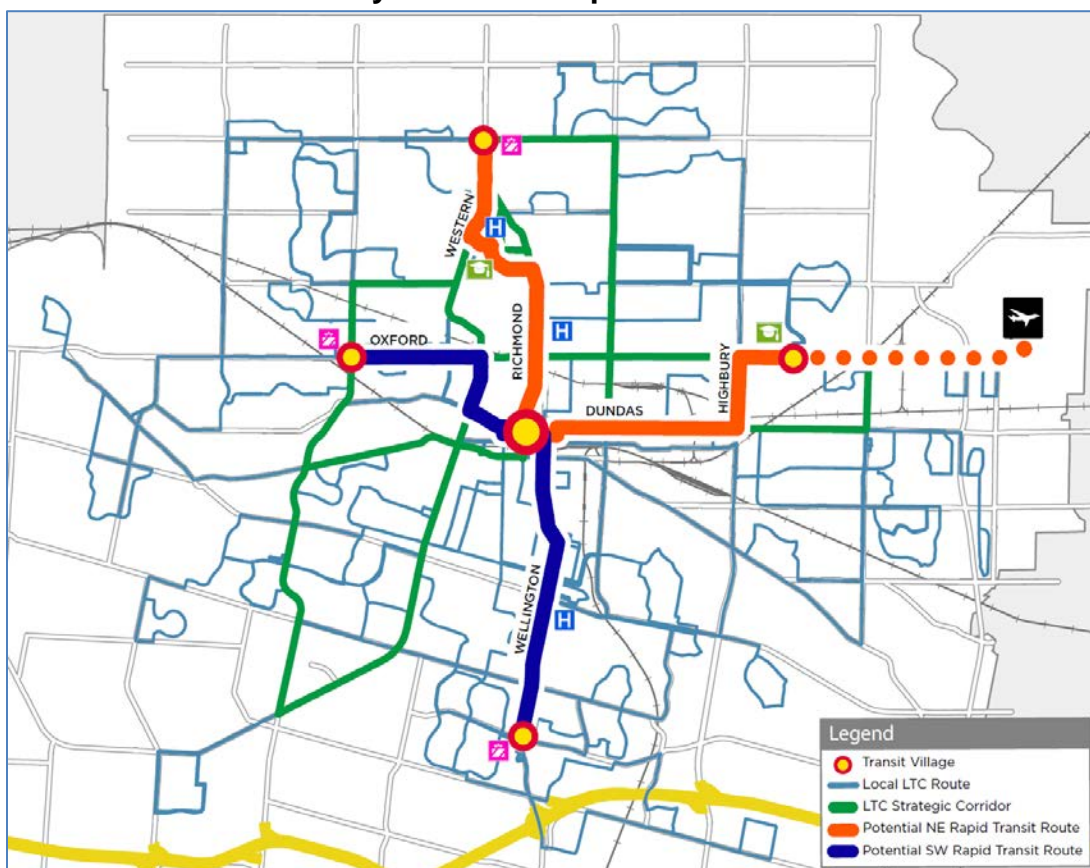 WESTERN
H
RICHMOND
H
OXFORD
HIGHBURY
DUNDAS
WELLINGTON
H
Legend
Transit Village
Local LTC Route
LTC Strategic Corridor
Potential NE Rapid Transit Route
Potential SW Rapid Transit Route